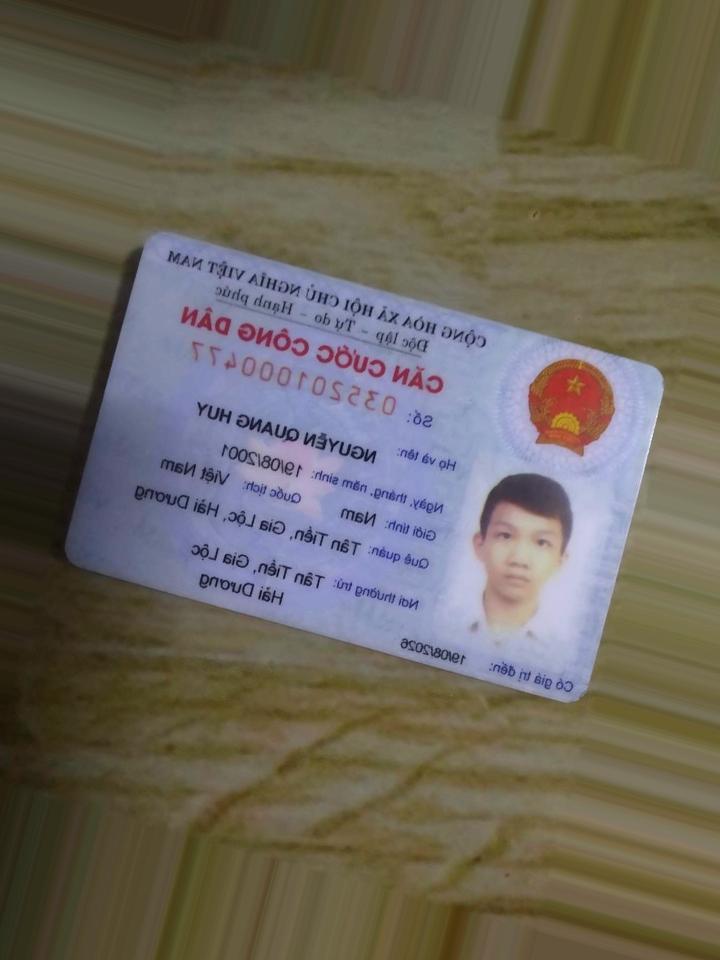 CỘNG HÒA XÃ HỘI CHỦ NGHĨA VIỆT NAM
Độc lập - Tự do - Hạnh phúc
CĂN CƯỚC CÔNG DÂN
Số: 035201000477
Họ và tên: NGUYỄN QUANG HUY
Ngày, tháng, năm sinh: 19/08/2001
Giới tính: Nam Quốc tịch: Việt Nam
Quê quán: Tân Tiến, Gia Lộc, Hải Dương
Nơi thường trú: Tân Tiến, Gia Lộc
Hải Dương
Có giá trị đến: 19/08/2026